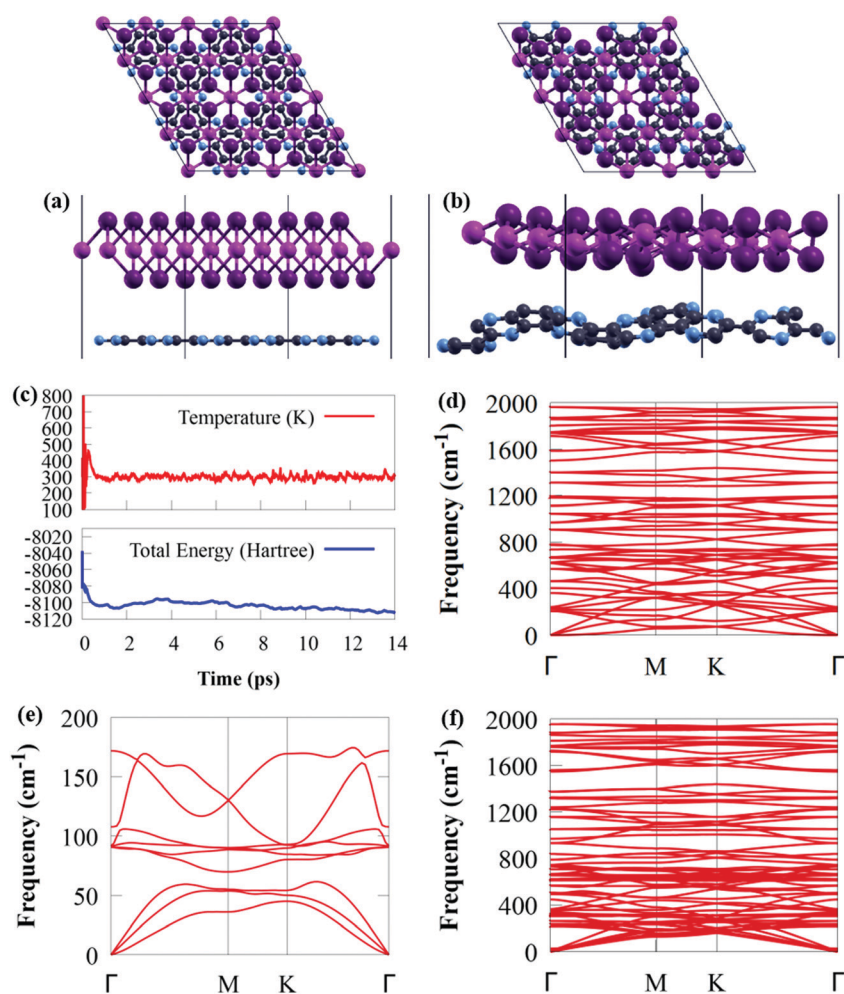 (a)
(b)
(c)
800
700
600
500
400
300
200
100
Temperature (K)
-8020
-8040
-8060
-8080
-8100
-8120
Total Energy (Hartree)
0 2 4 6 8 10 12 14
Time (ps)
(d)
Frequency (cm-1)
2000
1600
1200
800
400
0
Γ M K Γ
(e)
Frequency (cm-1)
200
150
100
50
0
Γ M K Γ
(f)
Frequency (cm-1)
2000
1600
1200
800
400
0
Γ M K Γ